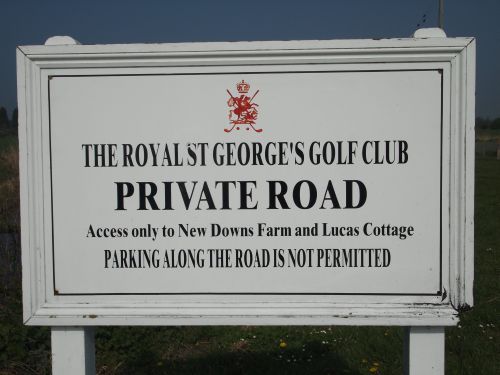 THE ROYAL ST GEORGE'S GOLF CLUB
PRIVATE ROAD
Access only to New Downs Farm and Lucas Cottage
PARKING ALONG THE ROAD IS NOT PERMITTED